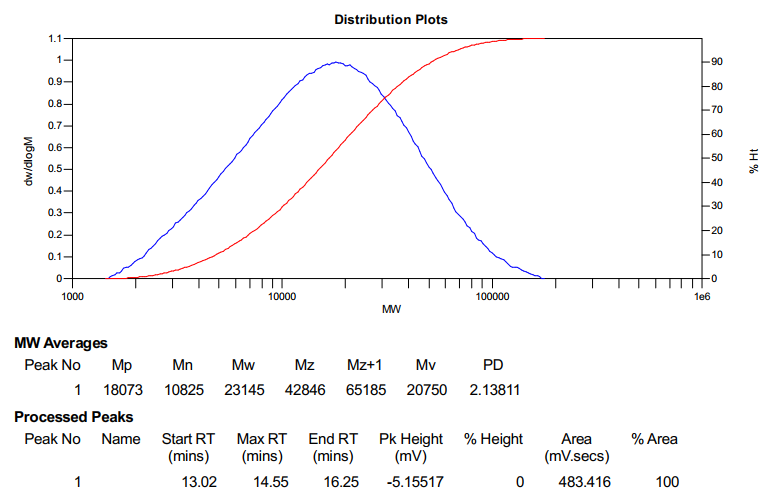 Distribution Plots
1.1
1
0.9
0.8
0.7
0.6
0.5
0.4
0.3
0.2
0.1
0
dw/dlogM
90
80
70
60
50
40
30
20
10
0
% Ht
1000 10000 100000 1e6
MW
MW Averages
Peak No Mp Mn Mw Mz Mz+1 Mv PD
1 18073 10825 23145 42846 65185 20750 2.13811
Processed Peaks
Peak No Name Start RT Max RT End RT Pk Height % Height Area % Area
(mins) (mins) (mins) (mV) (mV.secs)
1 13.02 14.55 16.25 -5.15517 0 483.416 100